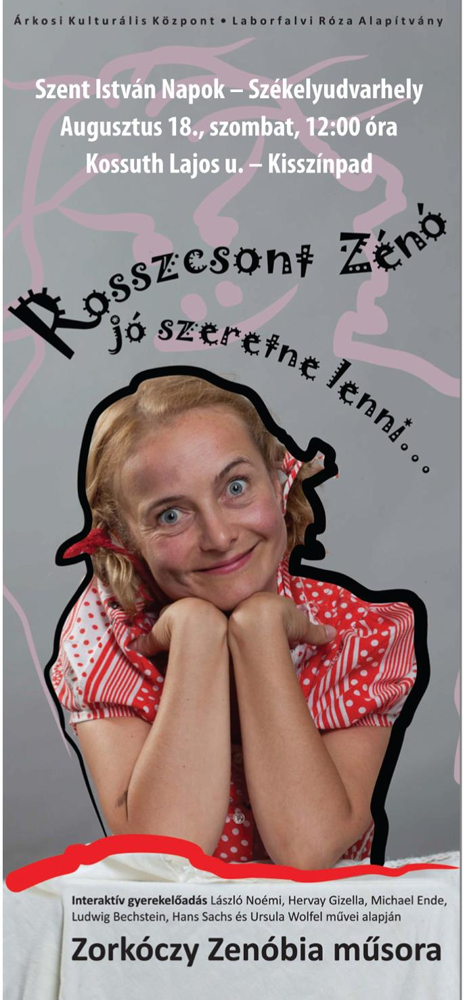 Árkosi Kulturális Központ • Laborfalvi Róza Alapítvány
Szent István Napok – Székelyudvarhely
Augusztus 18., szombat, 12:00 óra
Kossuth Lajos u. – Kisszínpad
Rosszcsont Zénó
jó szeretne lenni...
Interaktív gyerekelőadás László Noémi, Hervay Gizella, Michael Ende,
Ludwig Bechstein, Hans Sachs és Ursula Wolfel művei alapján
Zorkóczy Zenóbia műsora